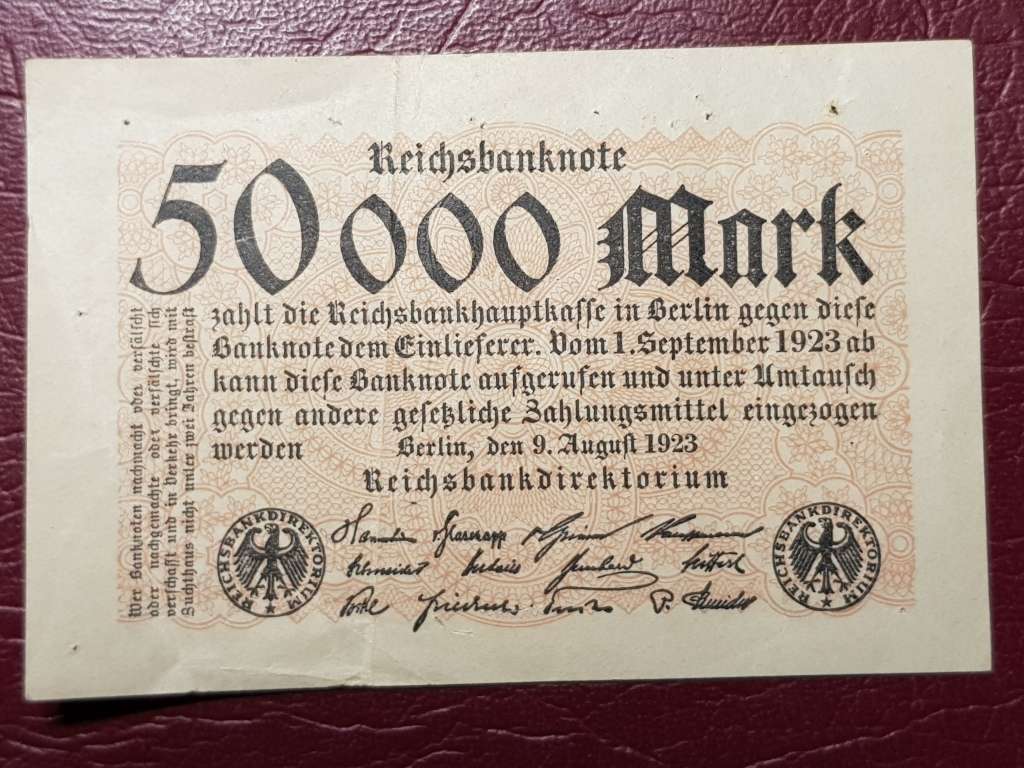 Reichsbanknote
50000 Mark
zahlt die Reichsbankhauptkasse in Berlin gegen diese
Banknote dem Einlieferer. Vom 1. September 1923 ab
kann diese Banknote aufgerufen und unter Umtausch
gegen andere gesetzliche Zahlungsmittel eingezogen
werden
Berlin, den 9. August 1923
Reichsbankdirektorium
Wer Banknoten nachmacht oder verfälscht
oder nachgemachte oder verfälschte sich
verschafft und in Verkehr bringt, wird mit
Zuchthaus nicht unter zwei Jahren bestraft
REICHSBANKDIREKTORIUM
REICHSBANKDIREKTORIUM
v. Glasenapp
Schneider